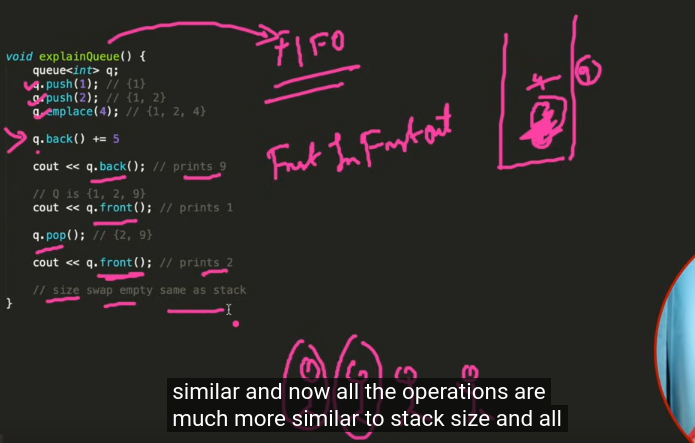 void explainQueue() {
queue<int> q;
q.push(1); // {1}
q.push(2); // {1, 2}
q.emplace(4); // {1, 2, 4}
q.back() += 5
cout << q.back(); // prints 9
// Q is {1, 2, 9}
cout << q.front(); // prints 1
q.pop(); // {2, 9}
cout << q.front(); // prints 2
// size swap empty same as stack
}
FIFO
First In First out
similar and now all the operations are
much more similar to stack size and all